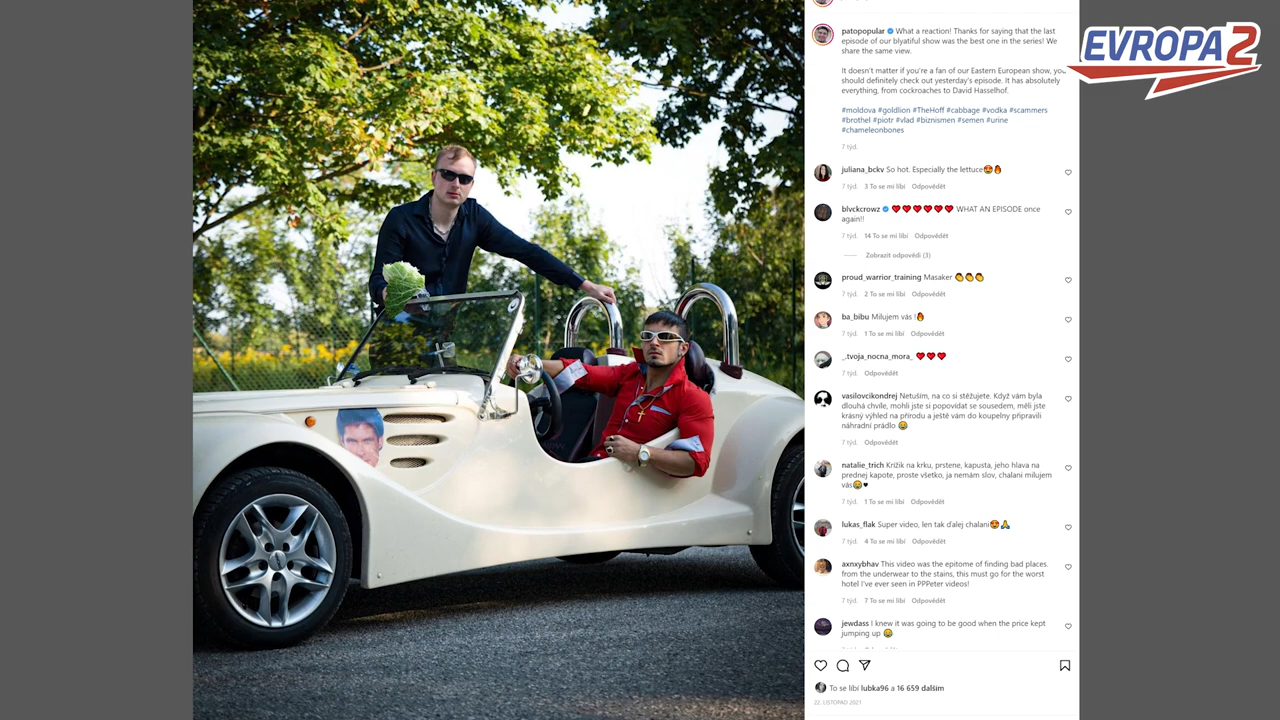 EVROPA 2
patopopular What a reaction! Thanks for saying that the last
episode of our blyatiful show was the best one in the series! We
share the same view.
It doesn't matter if you're a fan of our Eastern European show, you
should definitely check out yesterday's episode. It has absolutely
everything, from cockroaches to David Hasselhof.
#moldova #goldlion #TheHoff #cabbage #vodka #scammers
#brothel #piotr #vlad #biznismen #semen #urine
#chameleonbones
7 týd.
juliana_bckv So hot. Especially the lettuce😍🔥
7 týd. 3 To se mi líbí Odpovědět
blvckcrowz ❤❤❤❤❤❤ WHAT AN EPISODE once
again!!
7 týd. 14 To se mi líbí Odpovědět
Zobrazit odpovědi (3)
proud_warrior_training Masaker 👏👏👏
7 týd. 2 To se mi líbí Odpovědět
ba_bibu Milujem vás !🔥
7 týd. 1 To se mi líbí Odpovědět
_.tvoja_nocna_mora_ ❤❤❤
7 týd. Odpovědět
vasilovcikondrej Netuším, na co si stěžujete. Když vám byla
dlouhá chvíle, mohli jste si popovídat se sousedem, měli jste
krásný výhled na přírodu a ještě vám do koupelny připravili
náhradní prádlo 😂
7 týd. Odpovědět
natalie_trich Krížik na krku, prstene, kapusta, jeho hlava na
prednej kapote, proste všetko, ja nemám slov, chalani milujem
vás😂♥
7 týd. 1 To se mi líbí Odpovědět
lukas_flak Super video, len tak ďalej chalani😍🙏
7 týd. 4 To se mi líbí Odpovědět
axnxybhav This video was the epitome of finding bad places.
from the underwear to the stains, this must go for the worst
hotel I've ever seen in PPPeter videos!
7 týd. 7 To se mi líbí Odpovědět
jewdass I knew it was going to be good when the price kept
jumping up 😂
To se líbí lubka96 a 16 659 dalším
22. LISTOPAD 2021